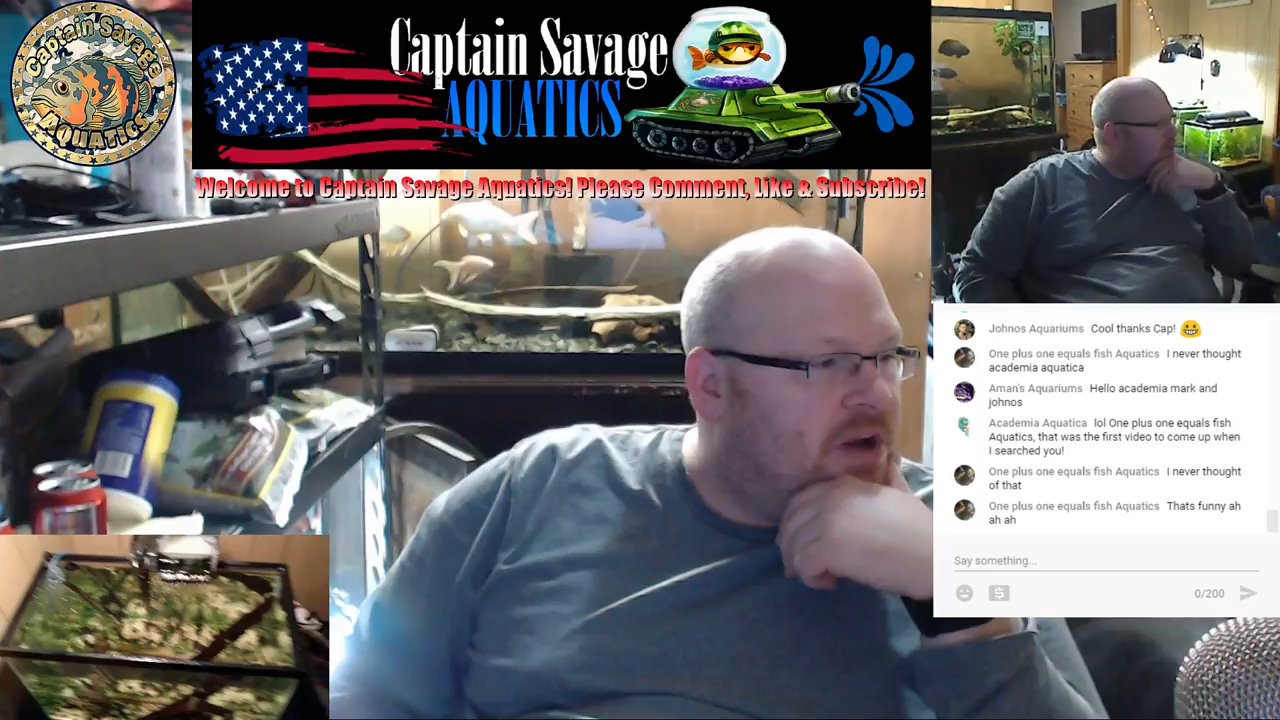 Captain Savage
AQUATICS
Captain Savage
AQUATICS
Welcome to Captain Savage Aquatics! Please Comment, Like & Subscribe!
Johnos Aquariums Cool thanks Cap!
One plus one equals fish Aquatics I never thought
academia aquatica
Aman's Aquariums Hello academia mark and
johnos
Academia Aquatica lol One plus one equals fish
Aquatics, that was the first video to come up when
I searched you!
One plus one equals fish Aquatics I never thought
of that
One plus one equals fish Aquatics Thats funny ah
ah ah
Say something...
0/200